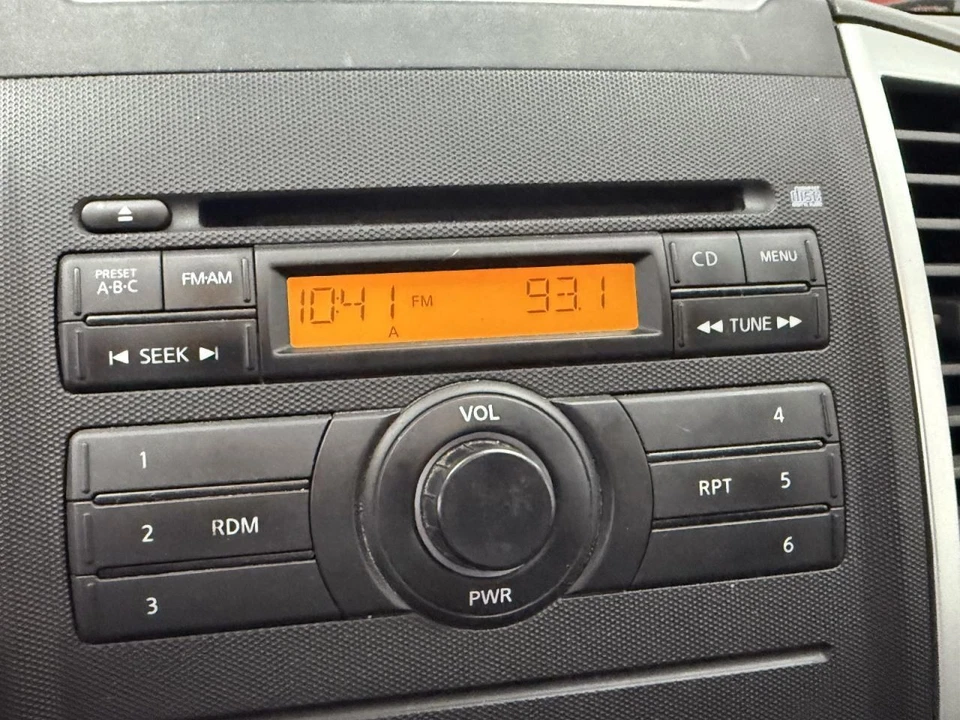 disc
PRESET
A·B·C
FM·AM
10:41 FM 93.1
A
CD
MENU
SEEK
TUNE
VOL
1
2 RDM
3
4
RPT 5
6
PWR